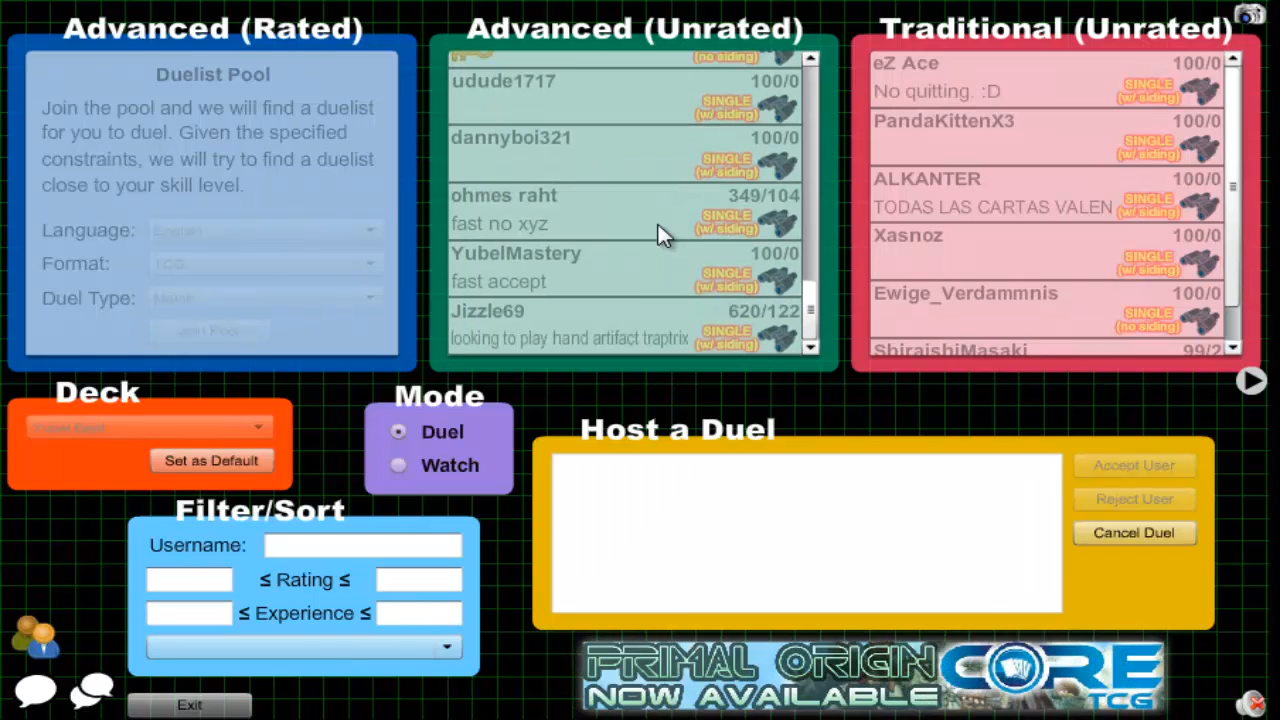 Advanced (Rated)
Duelist Pool
Join the pool and we will find a duelist
for you to duel. Given the specified
constraints, we will try to find a duelist
close to your skill level.
Language: English
Format: TCG
Duel Type: Match
Join Pool
Advanced (Unrated)
(no siding)
udude1717 100/0
SINGLE
(w/ siding)
dannyboi321 100/0
SINGLE
(w/ siding)
ohmes raht 349/104
fast no xyz SINGLE
(w/ siding)
YubelMastery 100/0
fast accept SINGLE
(w/ siding)
Jizzle69 620/122
looking to play hand artifact traptrix SINGLE
(w/ siding)
Traditional (Unrated)
eZ Ace 100/0
No quitting. :D SINGLE
(w/ siding)
PandaKittenX3 100/0
SINGLE
(w/ siding)
ALKANTER 100/0
TODAS LAS CARTAS VALEN SINGLE
(w/ siding)
Xasnoz 100/0
SINGLE
(w/ siding)
Ewige_Verdammnis 100/0
SINGLE
(no siding)
ShiraishiMasaki 99/2
Deck
Set as Default
Mode
Duel
Watch
Filter/Sort
Username:
≤ Rating ≤
≤ Experience ≤
Host a Duel
Accept User
Reject User
Cancel Duel
Exit
PRIMAL ORIGIN
NOW AVAILABLE
CORE
TCG